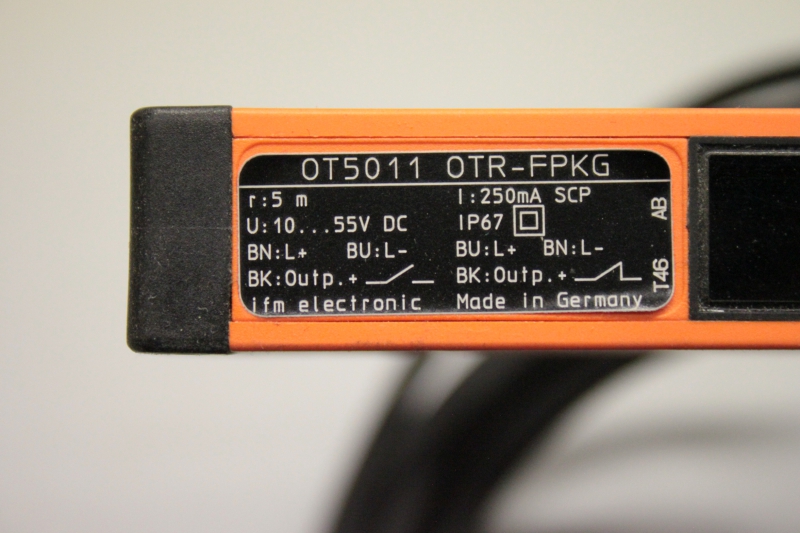 OT5011 OTR-FPKG
r:5 m I:250mA SCP
U:10...55V DC IP67
BN:L+ BU:L- BU:L+ BN:L-
BK:Outp.+ BK:Outp.+
ifm electronic Made in Germany
AB
T46